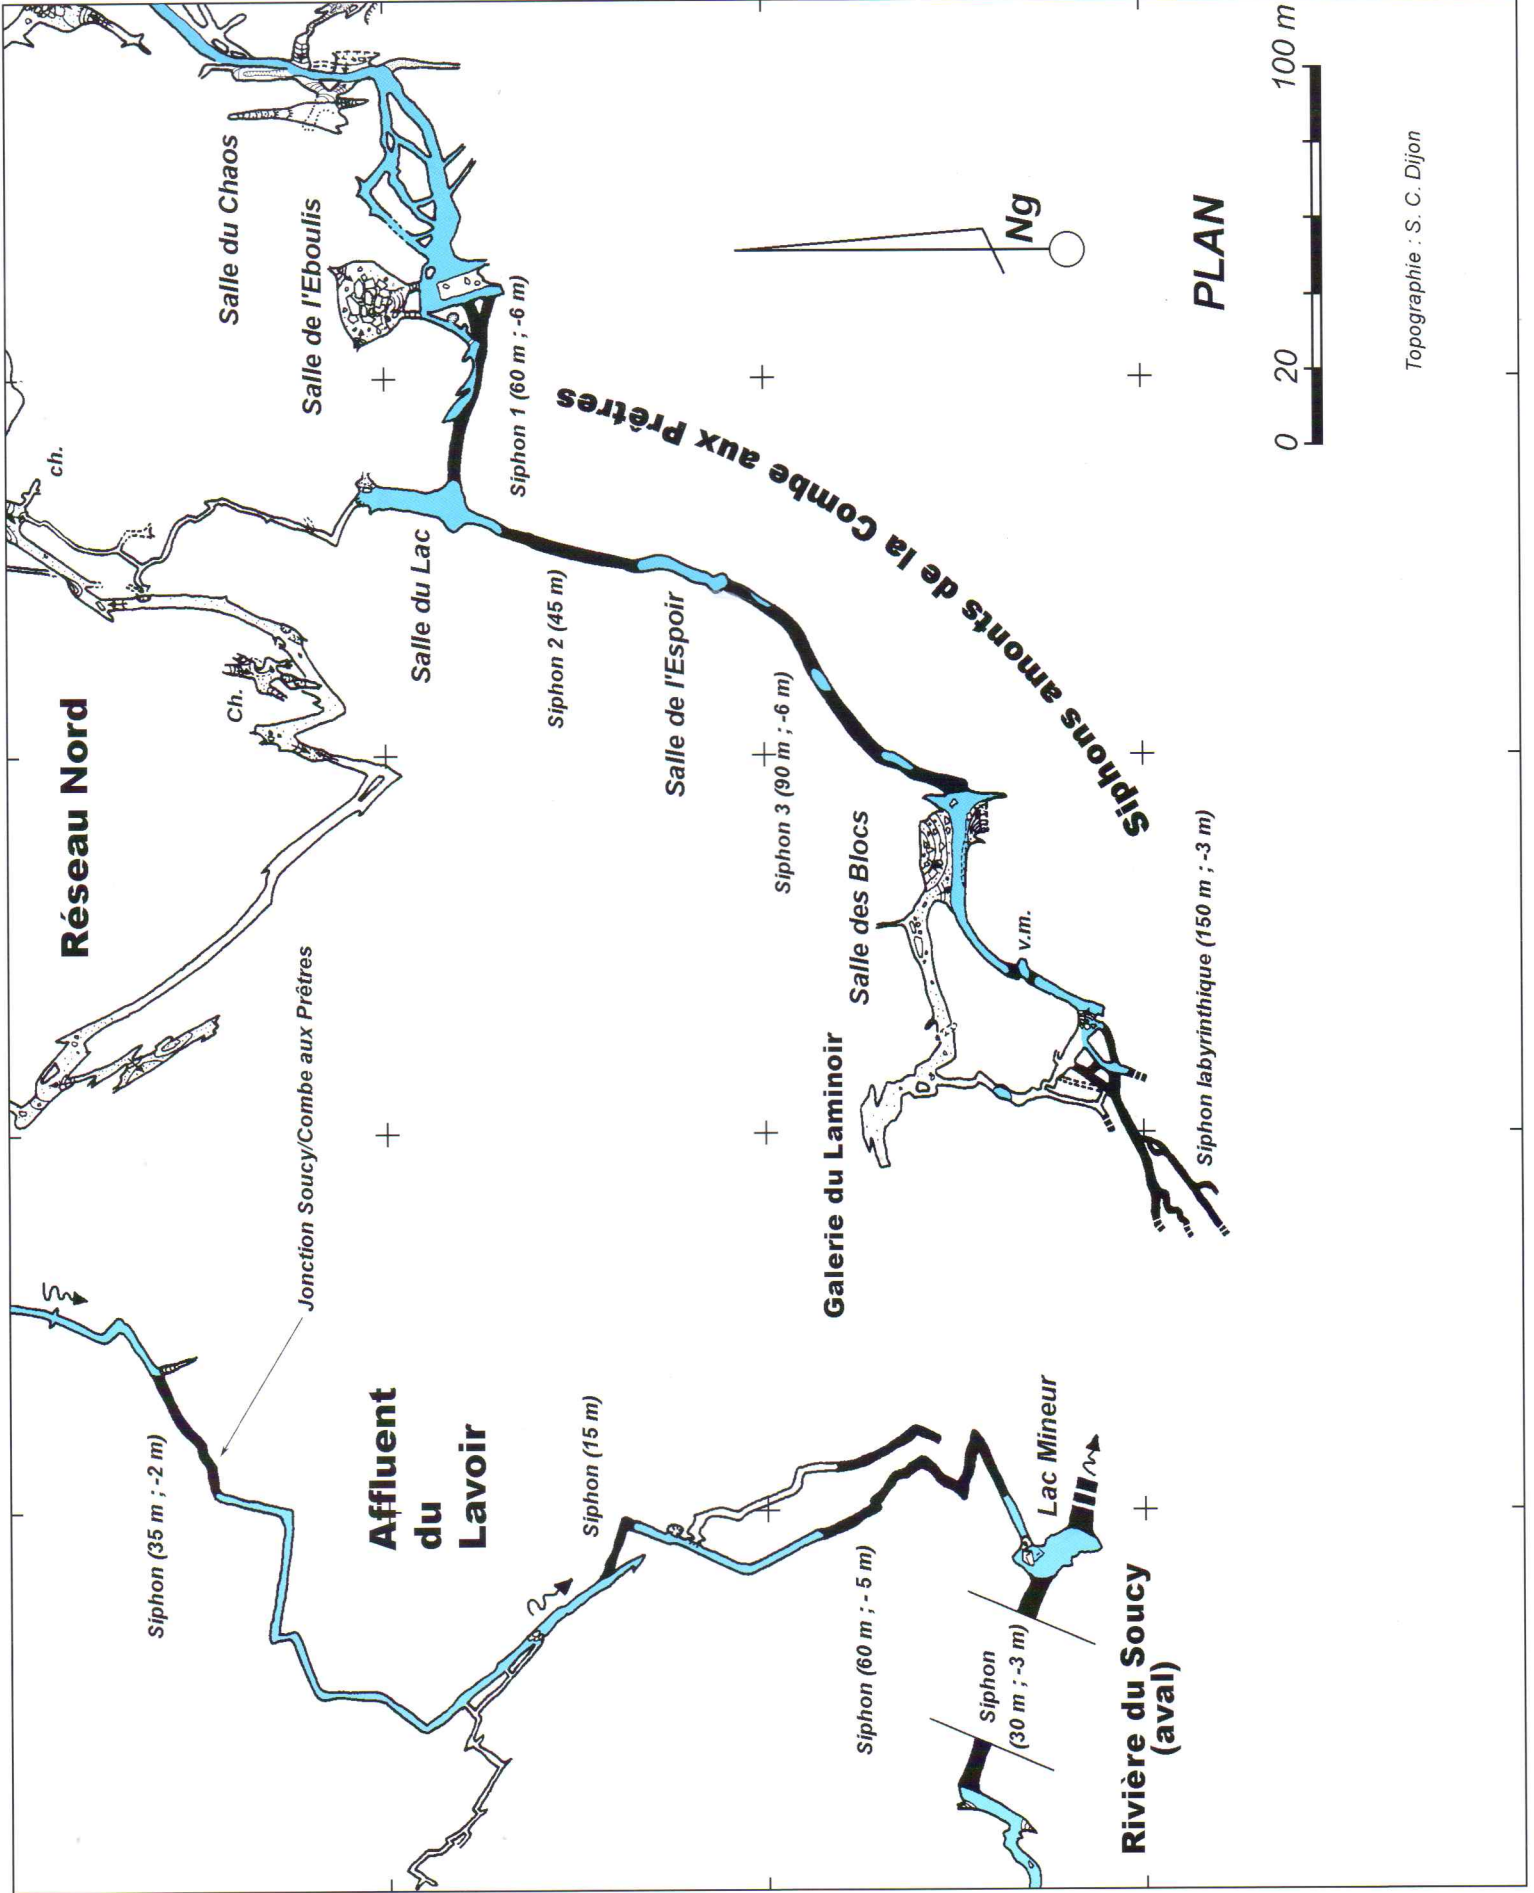 Réseau Nord
ch.
Ch.
Salle du Chaos
Salle de l'Eboulis
Siphon 1 (60 m ; -6 m)
Salle du Lac
Siphon 2 (45 m)
Salle de l'Espoir
Siphon 3 (90 m ; -6 m)
Siphons amonts de la Combe aux Prêtres
Salle des Blocs
v.m.
Galerie du Laminoir
Siphon labyrinthique (150 m ; -3 m)
Jonction Soucy/Combe aux Prêtres
Siphon (35 m ; -2 m)
Affluent
du
Lavoir
Siphon (15 m)
Siphon (60 m ; - 5 m)
Lac Mineur
Siphon
(30 m ; -3 m)
Rivière du Soucy
(aval)
Ng
PLAN
0 20 100 m
Topographie : S. C. Dijon